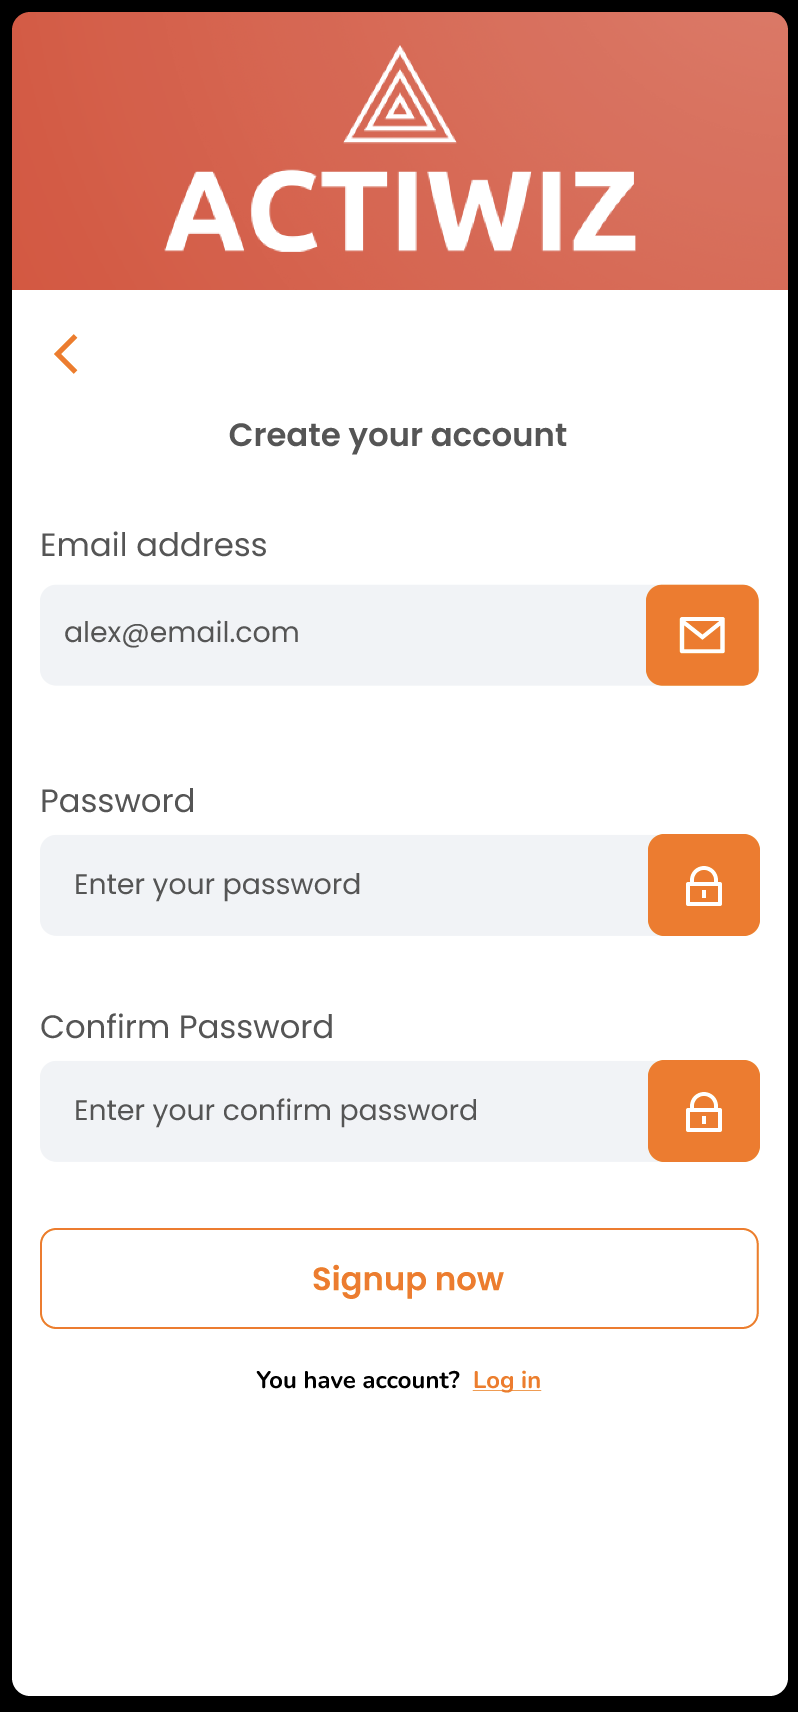 ACTIWIZ
Create your account
Email address
alex@email.com
Password
Enter your password
Confirm Password
Enter your confirm password
Signup now
You have account? Log in